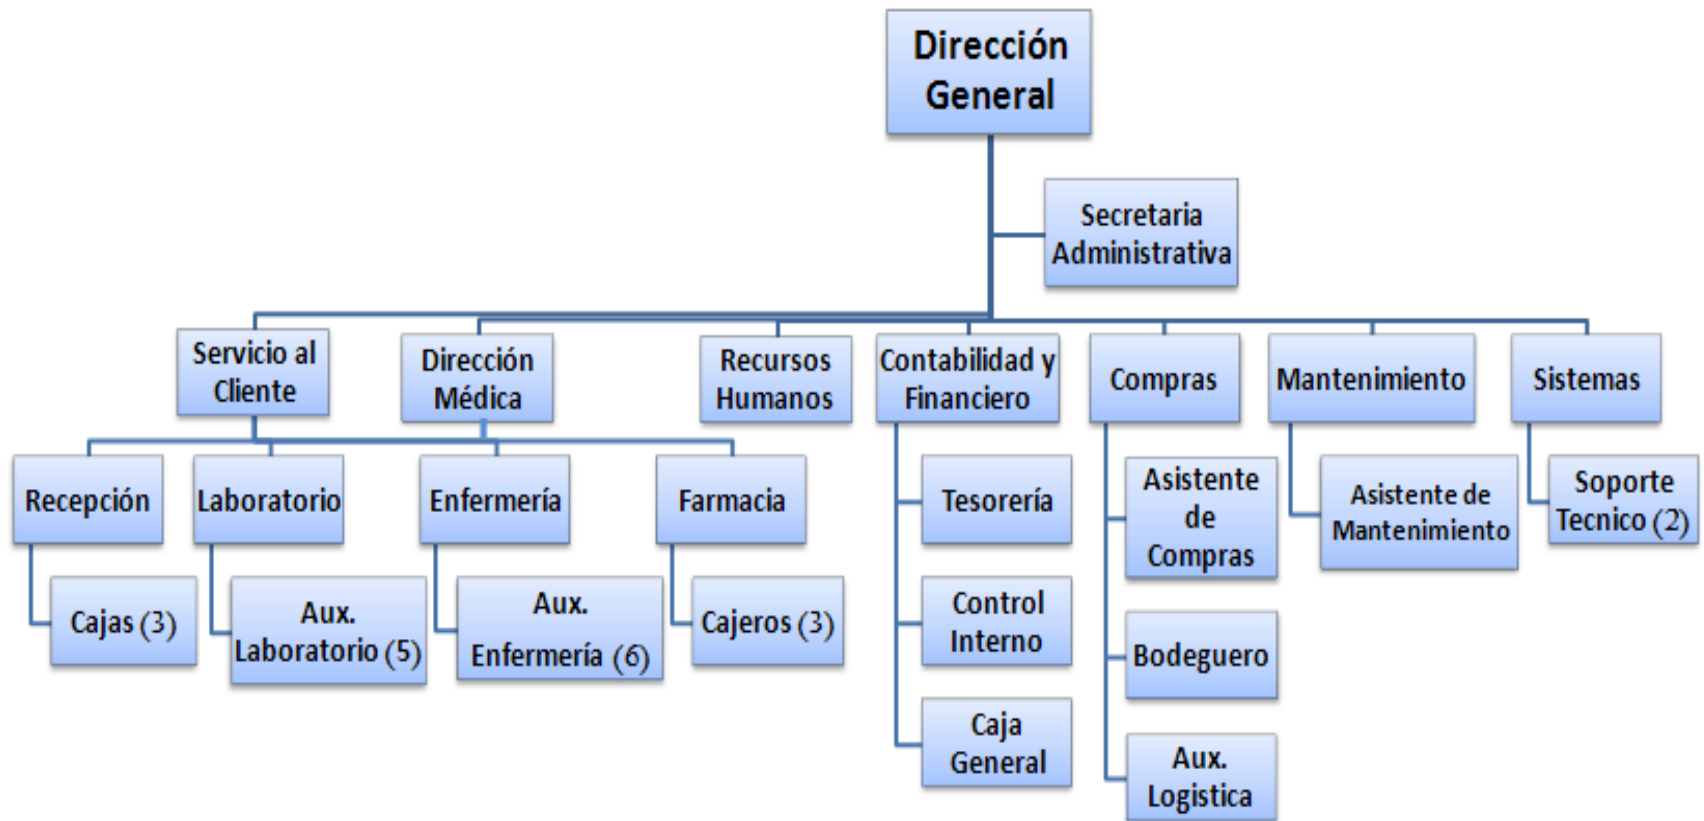 Dirección
General
Secretaria
Administrativa
Servicio al
Cliente
Dirección
Médica
Recursos
Humanos
Contabilidad y
Financiero
Compras
Mantenimiento
Sistemas
Recepción
Laboratorio
Enfermería
Farmacia
Tesorería
Asistente
de
Compras
Asistente de
Mantenimiento
Soporte
Tecnico (2)
Cajas (3)
Aux.
Laboratorio (5)
Aux.
Enfermería (6)
Cajeros (3)
Control
Interno
Bodeguero
Caja
General
Aux.
Logistica